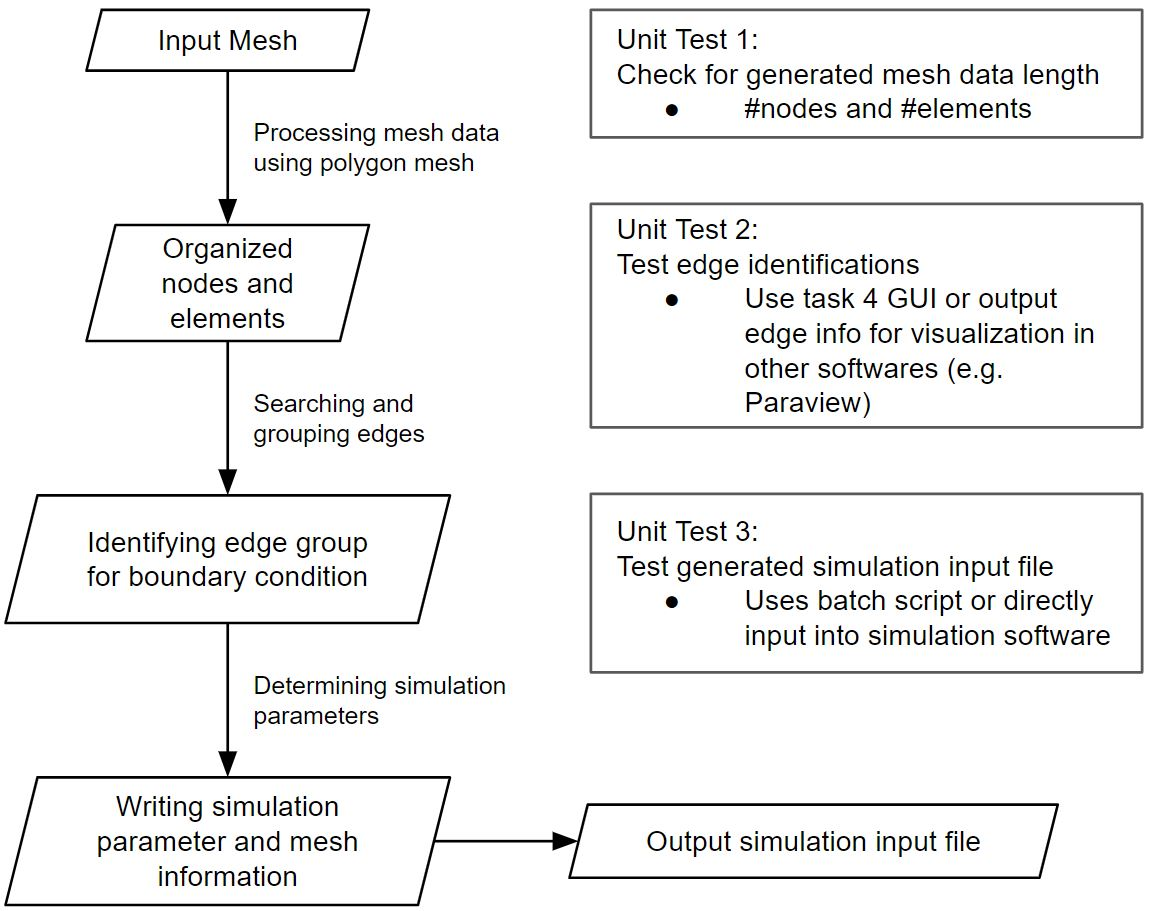 Input Mesh
Processing mesh data
using polygon mesh
Organized
nodes and
elements
Searching and
grouping edges
Identifying edge group
for boundary condition
Determining simulation
parameters
Writing simulation
parameter and mesh
information
Output simulation input file
Unit Test 1:
Check for generated mesh data length
● #nodes and #elements
Unit Test 2:
Test edge identifications
● Use task 4 GUI or output
edge info for visualization in
other softwares (e.g.
Paraview)
Unit Test 3:
Test generated simulation input file
● Uses batch script or directly
input into simulation software